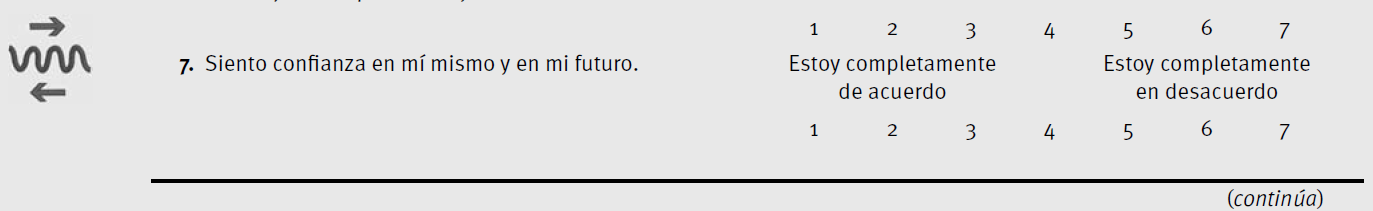 1 2 3 4 5 6 7
7. Siento confianza en mí mismo y en mi futuro. Estoy completamente Estoy completamente
de acuerdo en desacuerdo
1 2 3 4 5 6 7
(continúa)